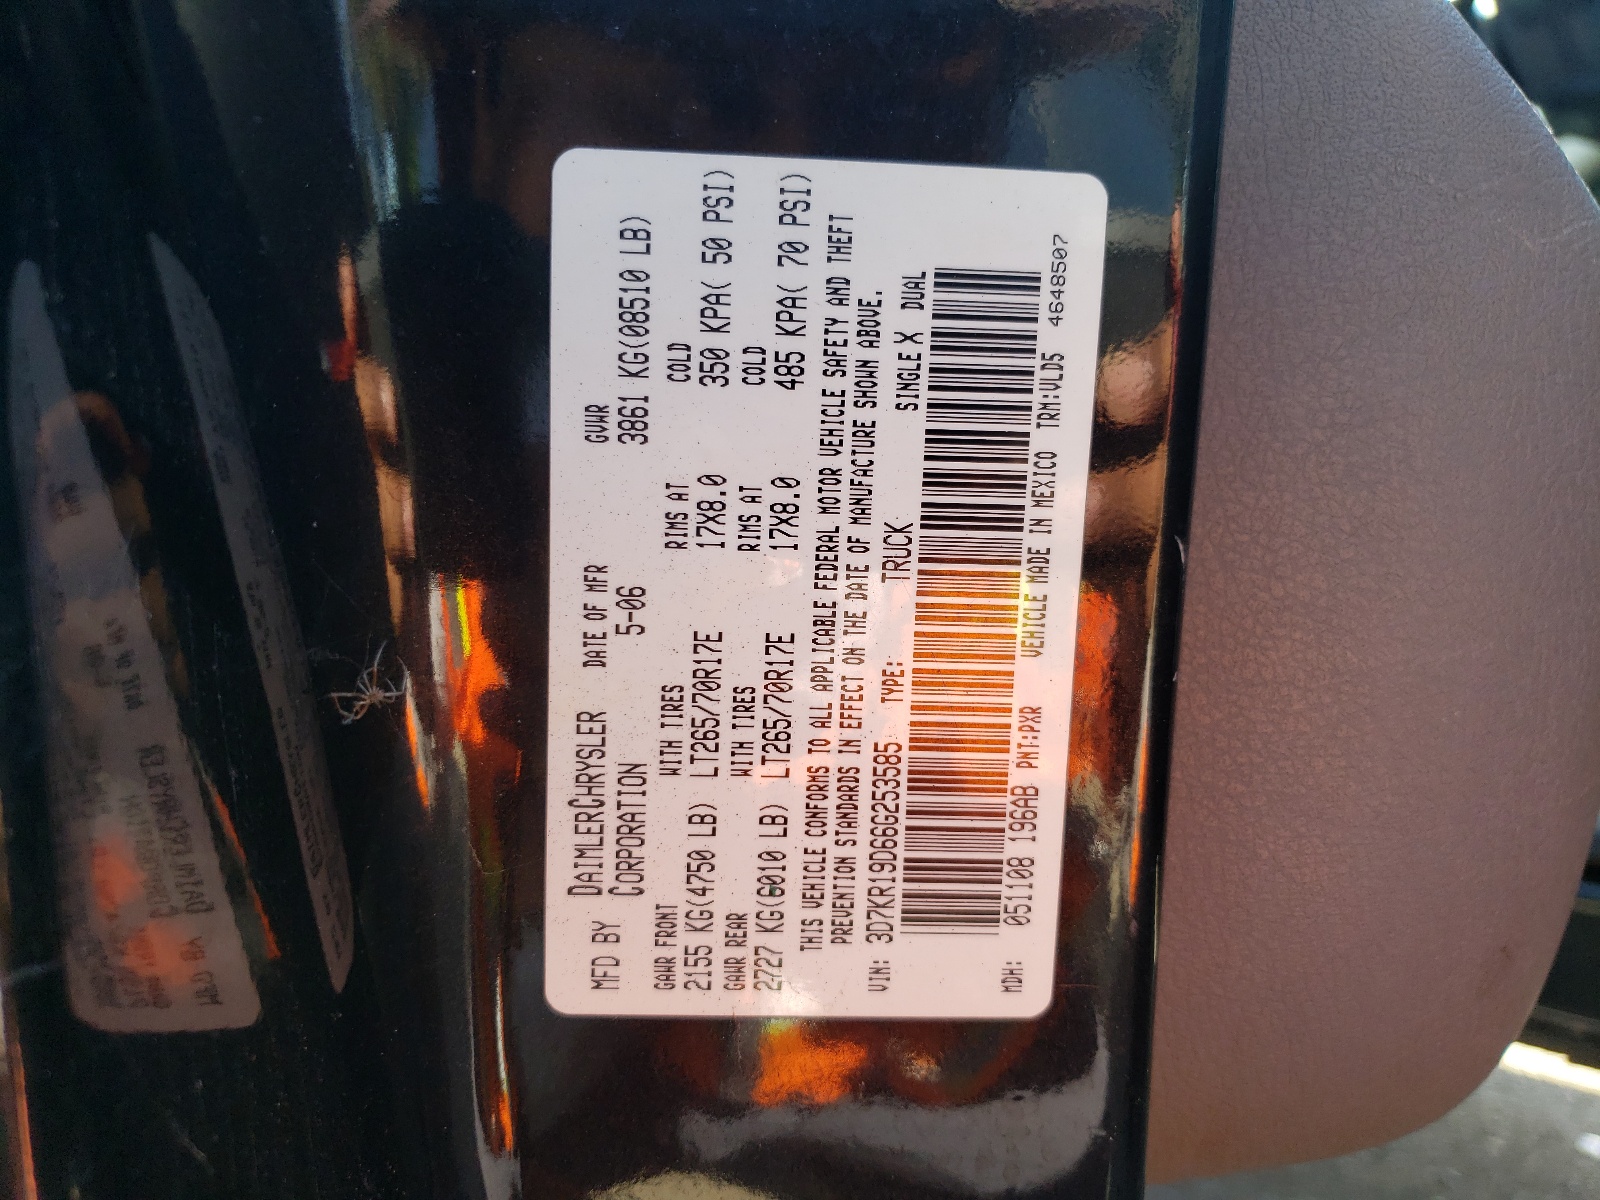 MFD BY DAIMLERCHRYSLER DATE OF MFR GVWR
CORPORATION 5-06 3861 KG(08510 LB)
GAWR FRONT WITH TIRES RIMS AT COLD
2155 KG(4750 LB) LT265/70R17E 17X8.0 350 KPA( 50 PSI)
GAWR REAR WITH TIRES RIMS AT COLD
2727 KG(6010 LB) LT265/70R17E 17X8.0 485 KPA( 70 PSI)
THIS VEHICLE CONFORMS TO ALL APPLICABLE FEDERAL MOTOR VEHICLE SAFETY AND THEFT
PREVENTION STANDARDS IN EFFECT ON THE DATE OF MANUFACTURE SHOWN ABOVE.
VIN: 3D7KR19D66G253585 TYPE: TRUCK SINGLE X DUAL
MDH: 051108 196AB PNT:PXR VEHICLE MADE IN MEXICO TRM:VLD5 4648507